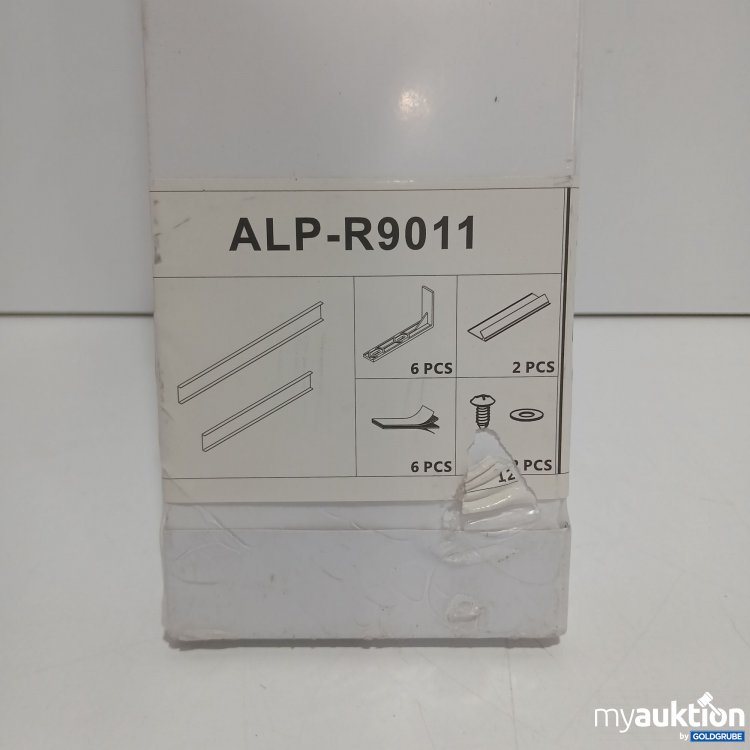 ALP-R9011
6 PCS
2 PCS
6 PCS
12 PCS
myauktion
by GOLDGRUBE